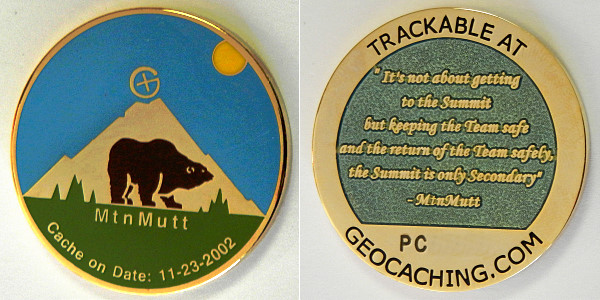 MtnMutt
Cache on Date: 11-23-2002
TRACKABLE AT
"It's not about getting
to the Summit
but keeping the Team safe
and the return of the Team safely,
the Summit is only Secondary"
- MtnMutt
PC
GEOCACHING.COM